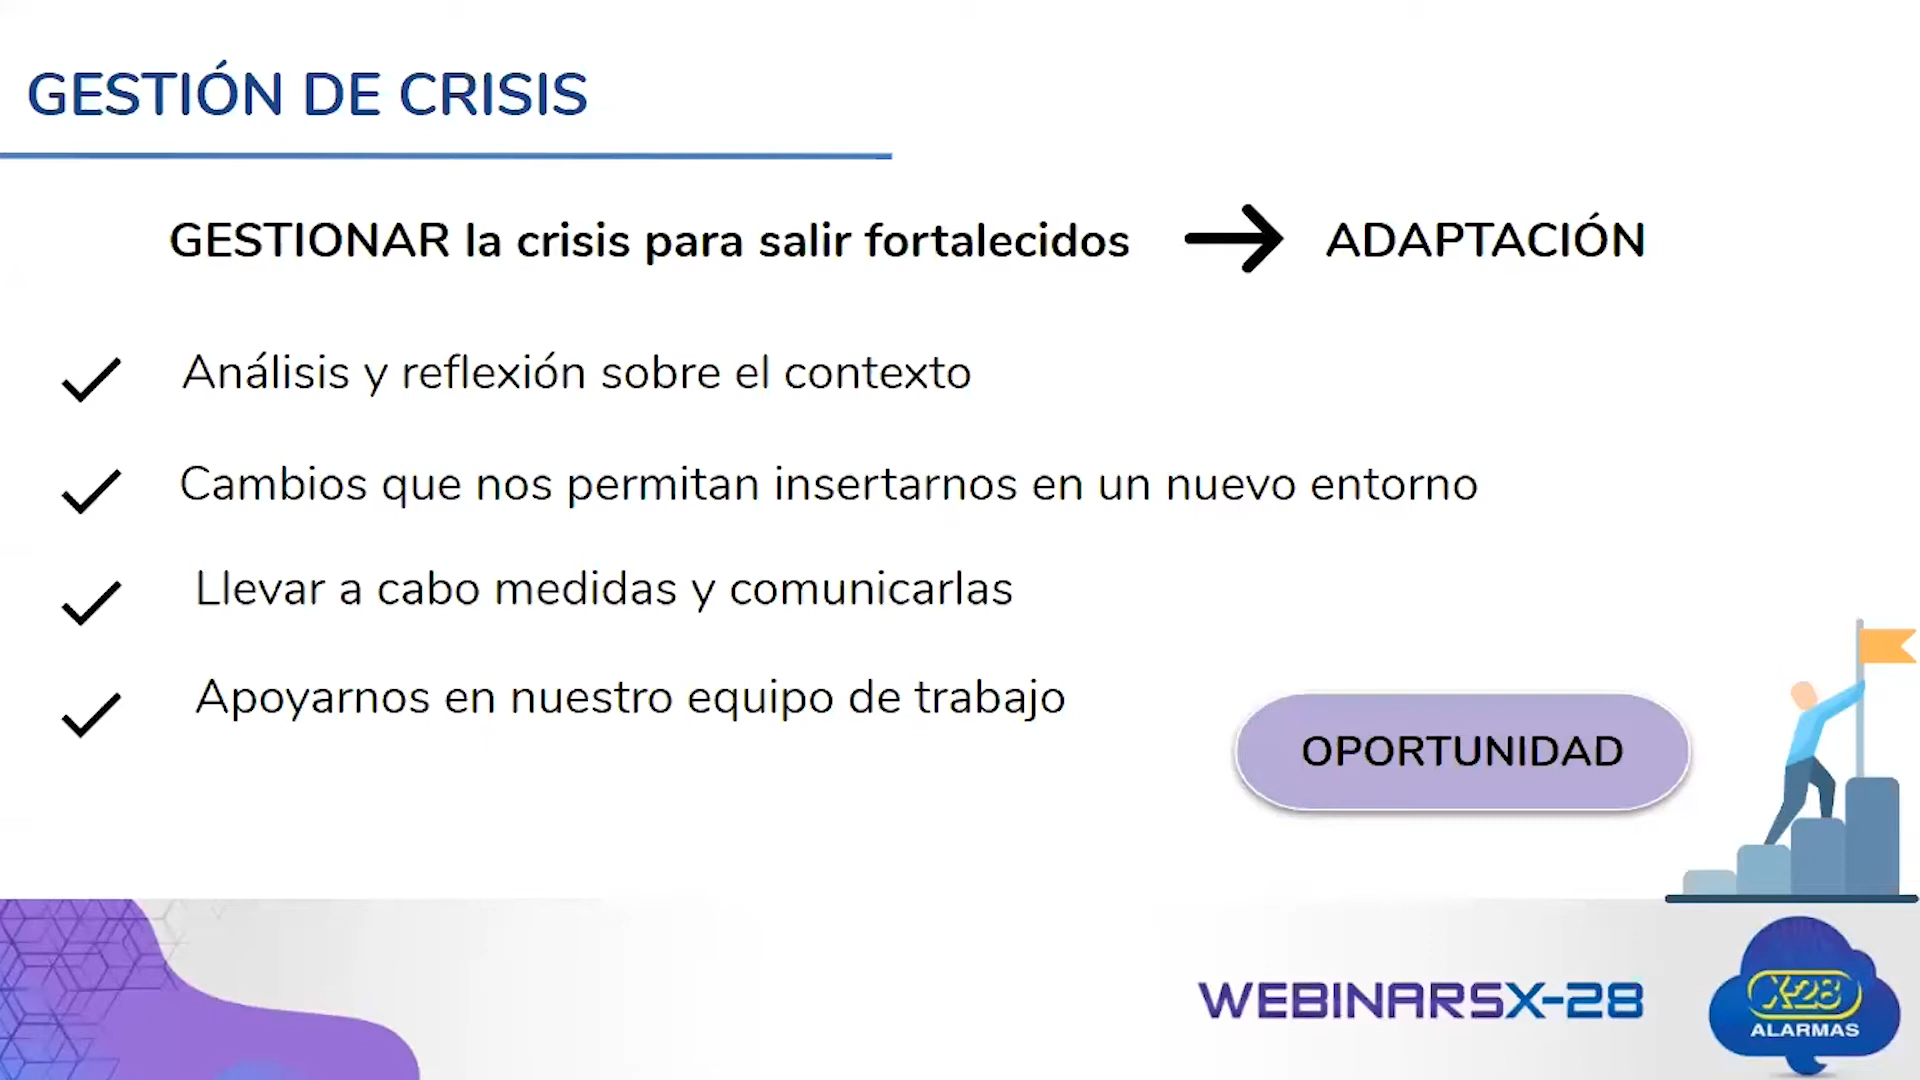 GESTIÓN DE CRISIS
GESTIONAR la crisis para salir fortalecidos → ADAPTACIÓN
Análisis y reflexión sobre el contexto
Cambios que nos permitan insertarnos en un nuevo entorno
Llevar a cabo medidas y comunicarlas
Apoyarnos en nuestro equipo de trabajo
OPORTUNIDAD
WEBINARSX-28
X-28
ALARMAS